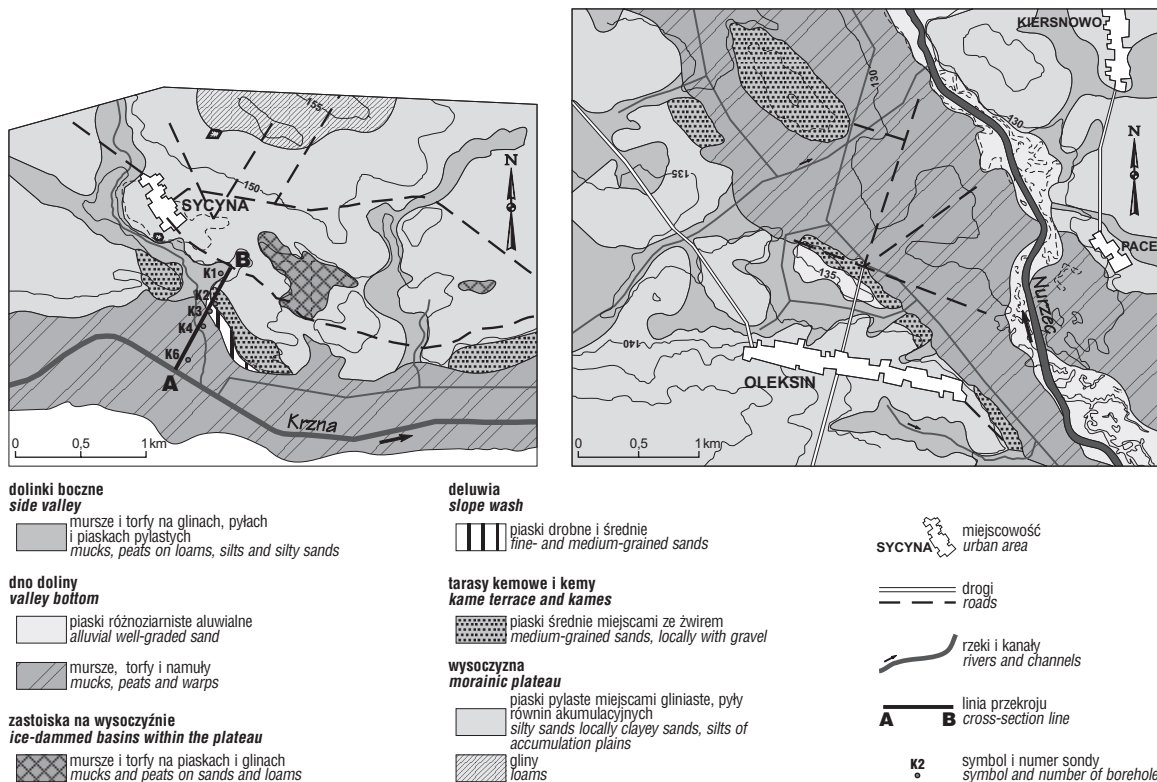 155
150
SYCYNA
N
K1
B
K2
K3
K4
K6
A
Krzna
0 0,5 1km
KIERSNOWO
130
130
135
N
PACE
135
Nurzec
140
OLEKSIN
0 0,5 1km
dolinki boczne
side valley
mursze i torfy na glinach, pyłach
i piaskach pylastych
mucks, peats on loams, silts and silty sands
dno doliny
valley bottom
piaski różnoziarniste aluwialne
alluvial well-graded sand
mursze, torfy i namuły
mucks, peats and warps
zastoiska na wysoczyźnie
ice-dammed basins within the plateau
mursze i torfy na piaskach i glinach
mucks and peats on sands and loams
deluwia
slope wash
piaski drobne i średnie
fine- and medium-grained sands
tarasy kemowe i kemy
kame terrace and kames
piaski średnie miejscami ze żwirem
medium-grained sands, locally with gravel
wysoczyzna
morainic plateau
piaski pylaste miejscami gliniaste, pyły
równin akumulacyjnych
silty sands locally clayey sands, silts of
accumulation plains
gliny
loams
SYCYNA
miejscowość
urban area
drogi
roads
rzeki i kanały
rivers and channels
A B
linia przekroju
cross-section line
K2
symbol i numer sondy
symbol and number of borehole